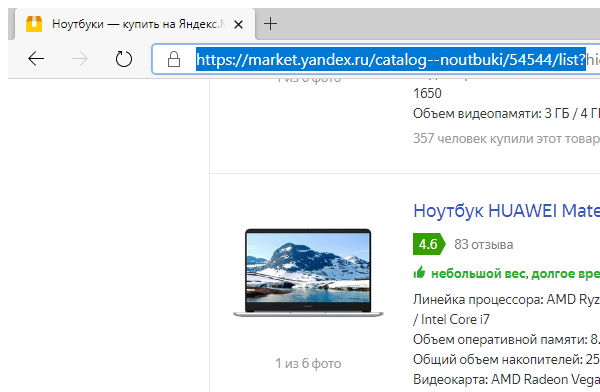 Ноутбуки — купить на Яндекс.
https://market.yandex.ru/catalog--noutbuki/54544/list?
1 из 6 фото
1650
Объем видеопамяти: 3 ГБ / 4
357 человек купили этот товар
Ноутбук HUAWEI Mate
4.6 83 отзыва
небольшой вес, долгое вре
Линейка процессора: AMD Ryz
/ Intel Core i7
1 из 6 фото
Объем оперативной памяти: 8.
Общий объем накопителей: 25
Видеокарта: AMD Radeon Vega